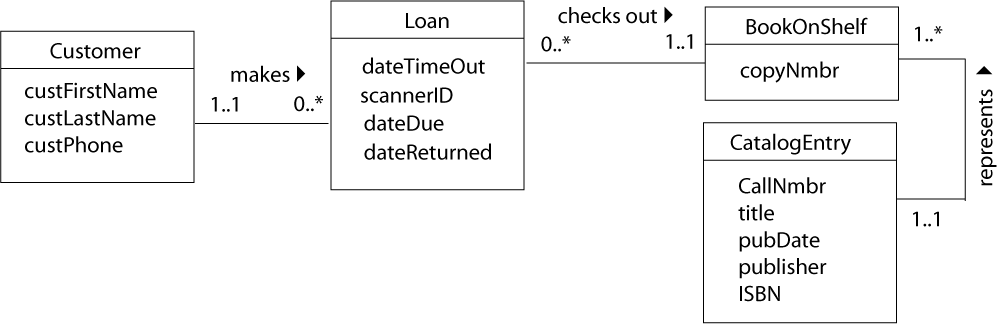 Customer
custFirstName
custLastName
custPhone
makes
1..1 0..*
Loan
dateTimeOut
scannerID
dateDue
dateReturned
checks out
0..* 1..1
BookOnShelf
copyNmbr
1..*
represents
1..1
CatalogEntry
CallNmbr
title
pubDate
publisher
ISBN